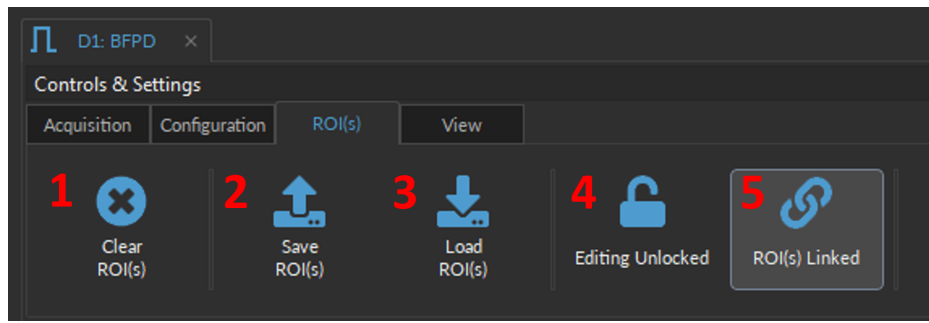 D1: BFPD ×
Controls & Settings
Acquisition Configuration ROI(s) View
1 2 3 4 5
Clear
ROI(s)
Save
ROI(s)
Load
ROI(s)
Editing Unlocked
ROI(s) Linked